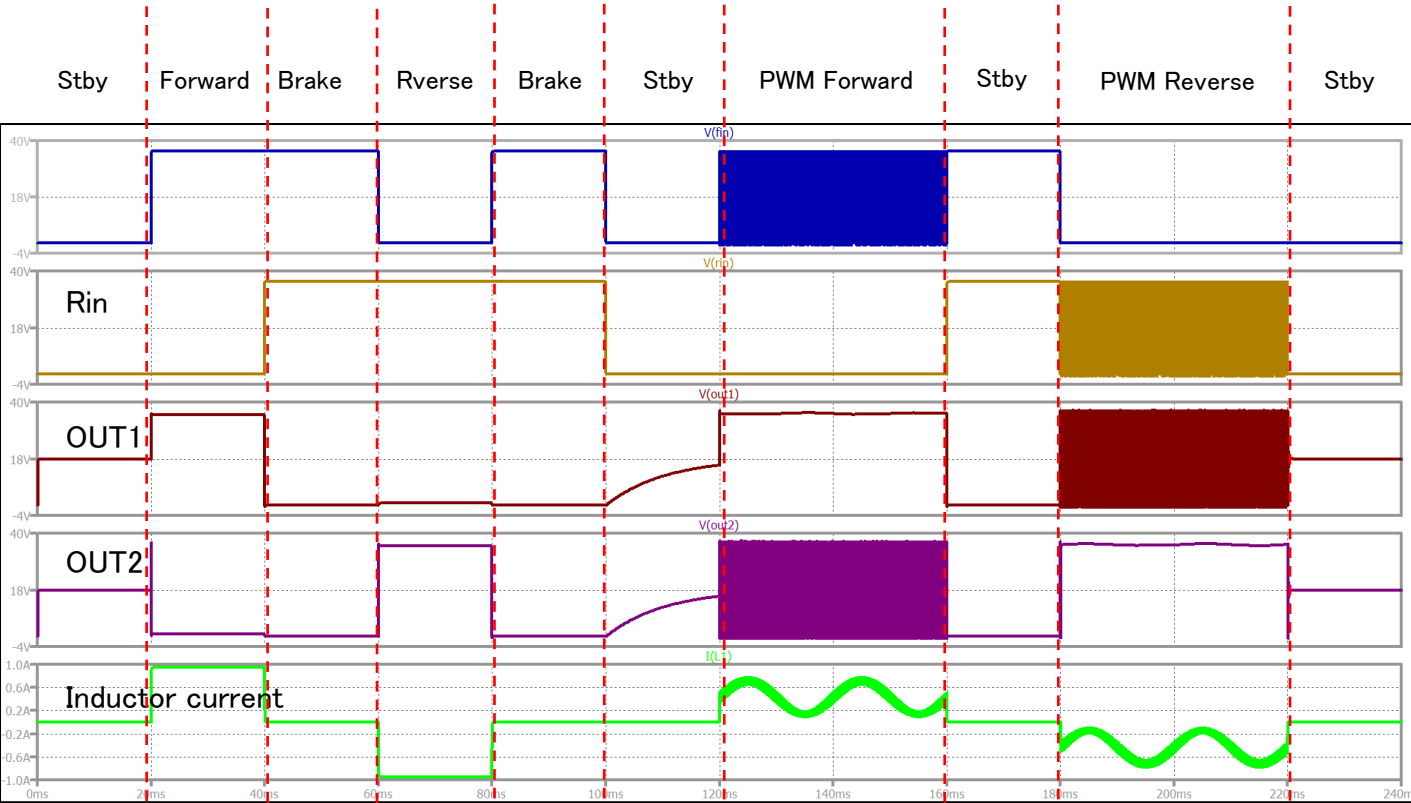 Stby Forward Brake Rverse Brake Stby PWM Forward Stby PWM Reverse Stby
V(fin)
40V
18V
-4V
V(rin)
40V
Rin
18V
-4V
V(out1)
40V
OUT1
18V
-4V
V(out2)
40V
OUT2
18V
-4V
I(L1)
1.0A
0.6A
Inductor current
0.2A
-0.2A
-0.6A
-1.0A
0ms 20ms 40ms 60ms 80ms 100ms 120ms 140ms 160ms 180ms 200ms 220ms 240m